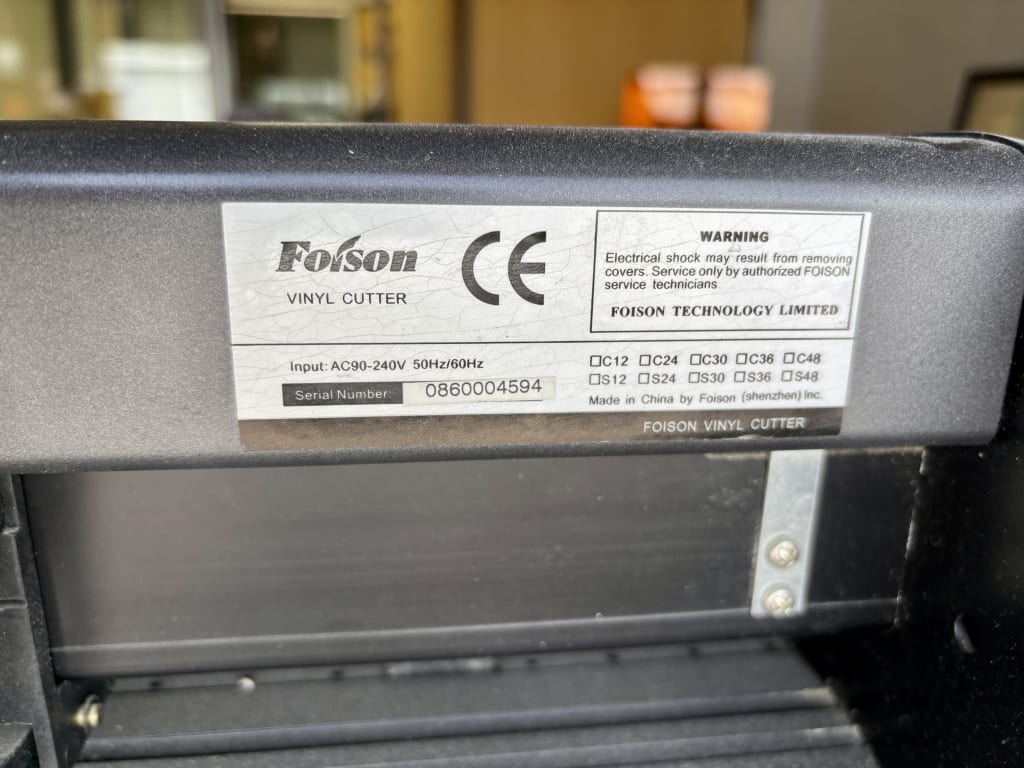 Foison
VINYL CUTTER
CE
WARNING
Electrical shock may result from removing
covers. Service only by authorized FOISON
service technicians
FOISON TECHNOLOGY LIMITED
Input: AC90-240V 50Hz/60Hz
Serial Number: 0860004594
☐C12 ☐C24 ☐C30 ☐C36 ☐C48
☐S12 ☐S24 ☐S30 ☐S36 ☐S48
Made in China by Foison (shenzhen) Inc.
FOISON VINYL CUTTER